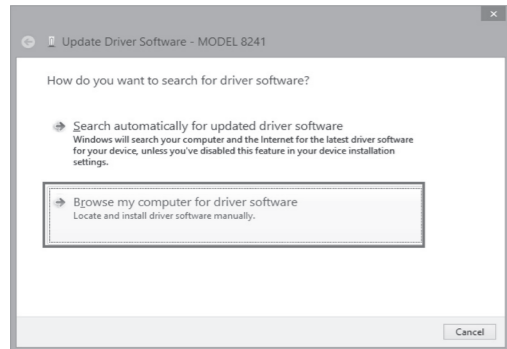 Update Driver Software - MODEL 8241
How do you want to search for driver software?
Search automatically for updated driver software
Windows will search your computer and the Internet for the latest driver software
for your device, unless you've disabled this feature in your device installation
settings.
Browse my computer for driver software
Locate and install driver software manually.
Cancel